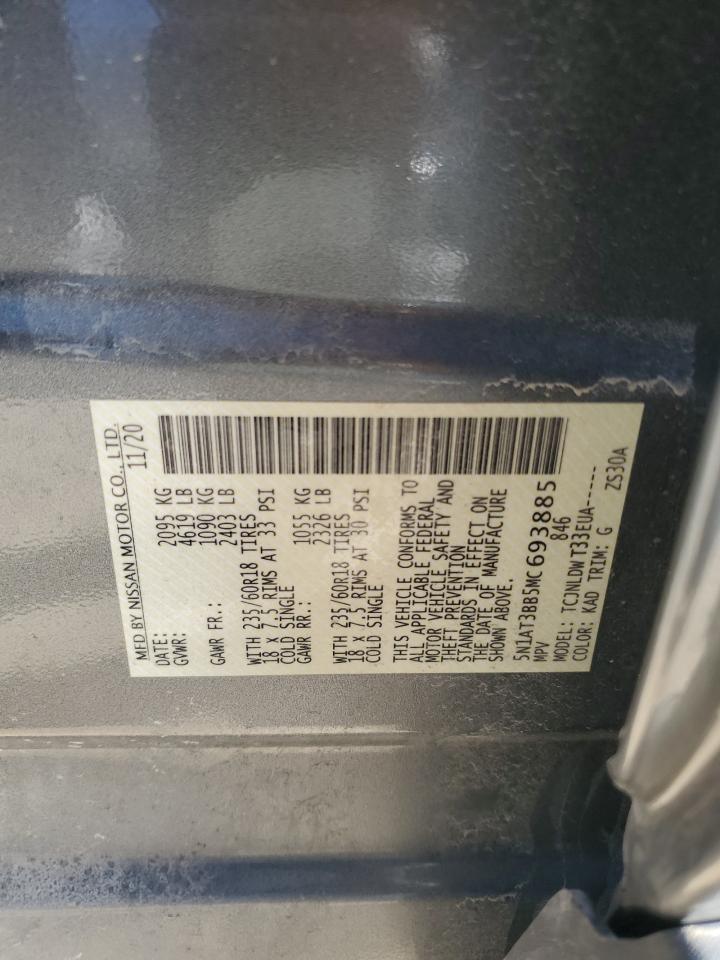 MFD BY NISSAN MOTOR CO., LTD.
DATE: 11/20
GVWR: 2095 KG
4619 LB
GAWR FR.: 1090 KG
2403 LB
WITH 235/60R18 TIRES
18 X 7.5 RIMS AT 33 PSI
COLD SINGLE
GAWR RR.: 1055 KG
2326 LB
WITH 235/60R18 TIRES
18 X 7.5 RIMS AT 30 PSI
COLD SINGLE
THIS VEHICLE CONFORMS TO
ALL APPLICABLE FEDERAL
MOTOR VEHICLE SAFETY AND
THEFT PREVENTION
STANDARDS IN EFFECT ON
THE DATE OF MANUFACTURE
SHOWN ABOVE.
5N1AT3BB5MC693885
MPV 846
MODEL: TCJNLDW T33EUA------
COLOR: KAD TRIM: G
ZS30A